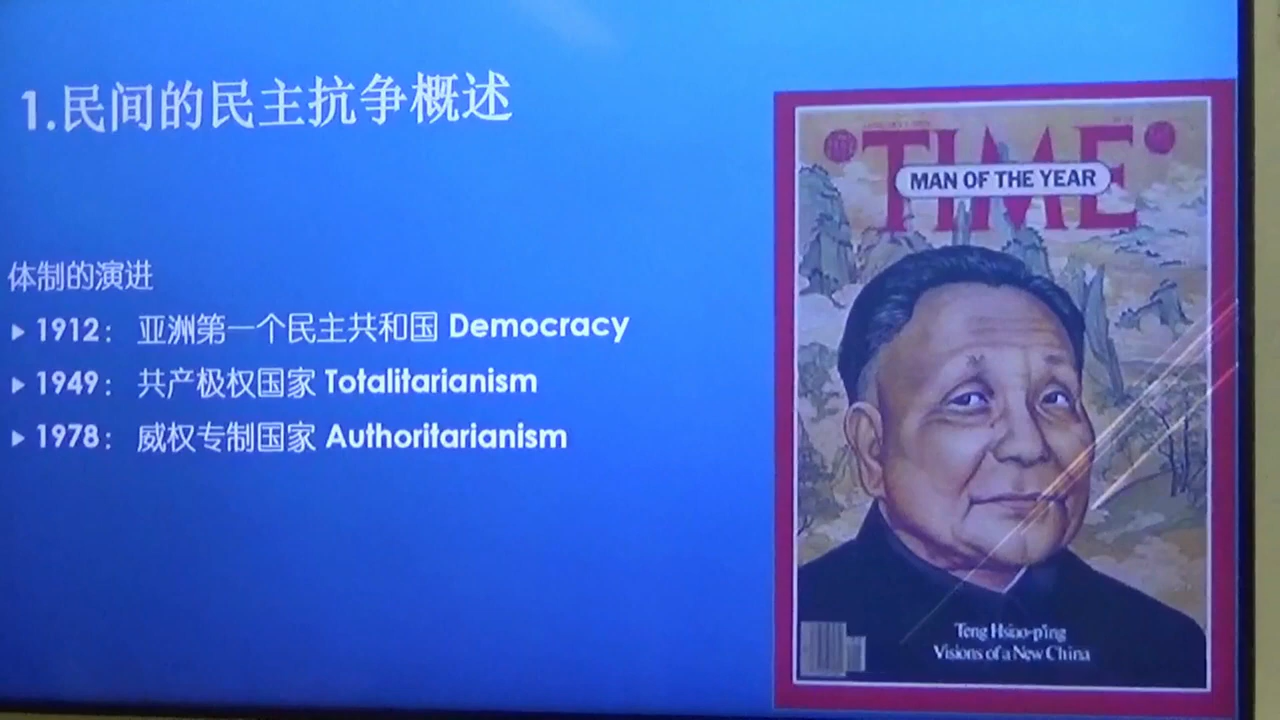 1.民间的民主抗争概述
体制的演进
1912： 亚洲第一个民主共和国 Democracy
1949： 共产极权国家 Totalitarianism
1978： 威权专制国家 Authoritarianism
TIME
MAN OF THE YEAR
Teng Hsiao-p'ing
Visions of a New China